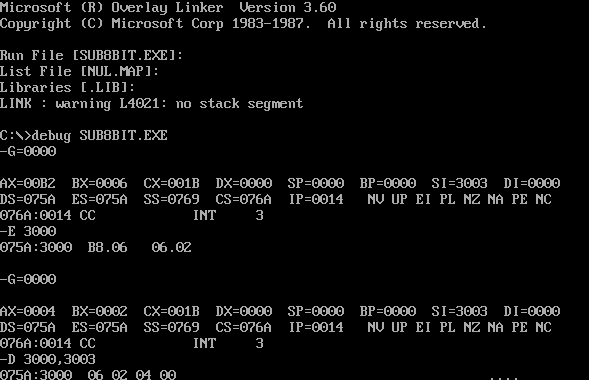 Microsoft (R) Overlay Linker  Version 3.60
Copyright (C) Microsoft Corp 1983-1987.  All rights reserved.
Run File [SUB8BIT.EXE]:
List File [NUL.MAP]:
Libraries [.LIB]:
LINK : warning L4021: no stack segment
C:\>debug SUB8BIT.EXE
-G=0000
AX=00B2  BX=0006  CX=001B  DX=0000  SP=0000  BP=0000  SI=3003  DI=0000
DS=075A  ES=075A  SS=0769  CS=076A  IP=0014   NV UP EI PL NZ NA PE NC
076A:0014 CC            INT     3
-E 3000
075A:3000  B8.06   06.02
-G=0000
AX=0004  BX=0002  CX=001B  DX=0000  SP=0000  BP=0000  SI=3003  DI=0000
DS=075A  ES=075A  SS=0769  CS=076A  IP=0014   NV UP EI PL NZ NA PE NC
076A:0014 CC            INT     3
-D 3000,3003
075A:3000  06 02 04 00                                       ....